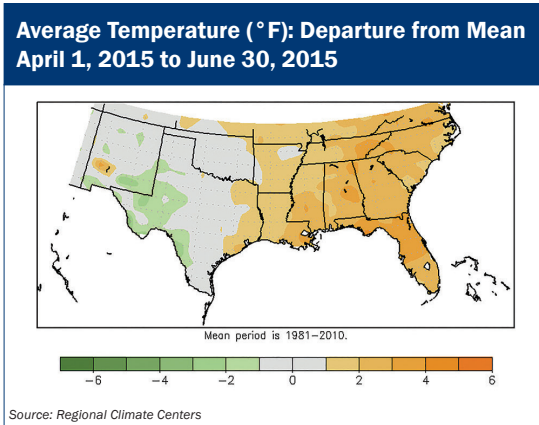 Average Temperature (°F): Departure from Mean
April 1, 2015 to June 30, 2015
Mean period is 1981–2010.
−6 −4 −2 0 2 4 6
Source: Regional Climate Centers